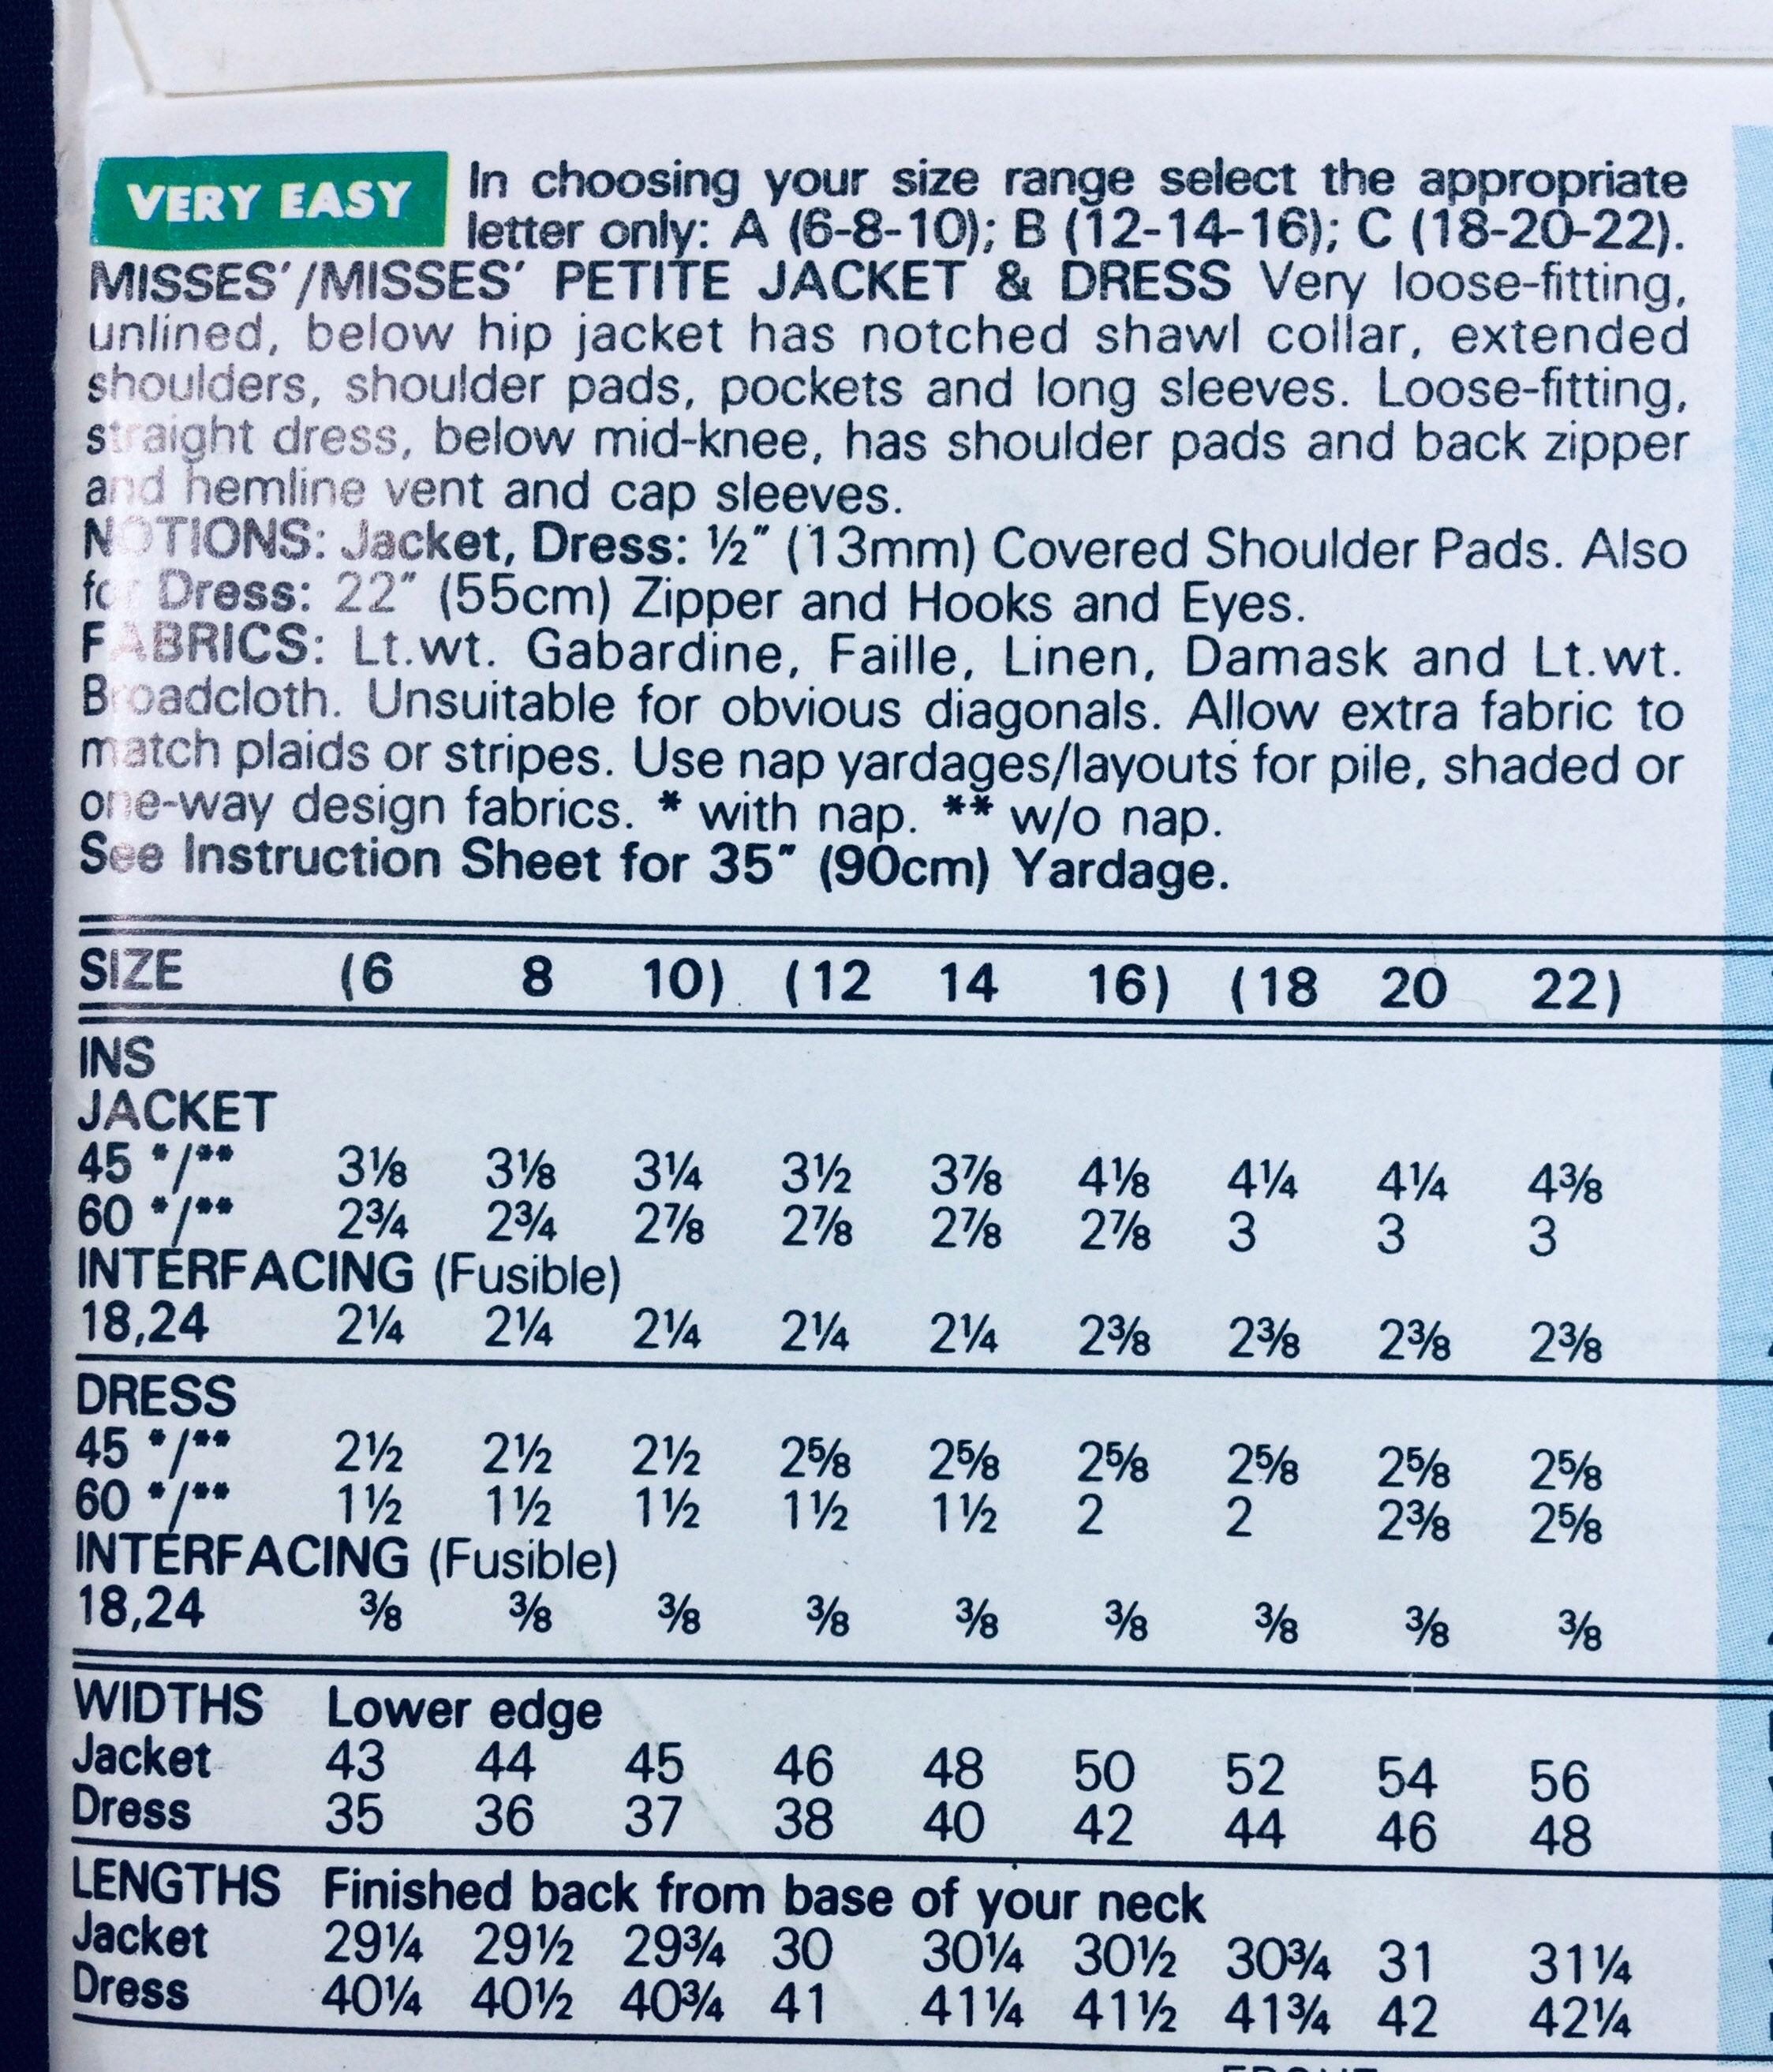 VERY EASY In choosing your size range select the appropriate
letter only: A (6-8-10); B (12-14-16); C (18-20-22).
MISSES'/MISSES' PETITE JACKET & DRESS Very loose-fitting,
unlined, below hip jacket has notched shawl collar, extended
shoulders, shoulder pads, pockets and long sleeves. Loose-fitting,
straight dress, below mid-knee, has shoulder pads and back zipper
and hemline vent and cap sleeves.
NOTIONS: Jacket, Dress: ½" (13mm) Covered Shoulder Pads. Also
for Dress: 22" (55cm) Zipper and Hooks and Eyes.
FABRICS: Lt.wt. Gabardine, Faille, Linen, Damask and Lt.wt.
Broadcloth. Unsuitable for obvious diagonals. Allow extra fabric to
match plaids or stripes. Use nap yardages/layouts for pile, shaded or
one-way design fabrics. * with nap. ** w/o nap.
See Instruction Sheet for 35" (90cm) Yardage.
SIZE (6 8 10) (12 14 16) (18 20 22)
INS
JACKET
45 */** 3⅛ 3⅛ 3¼ 3½ 3⅞ 4⅛ 4¼ 4¼ 4⅜
60 */** 2¾ 2¾ 2⅞ 2⅞ 2⅞ 2⅞ 3 3 3
INTERFACING (Fusible)
18,24 2¼ 2¼ 2¼ 2¼ 2¼ 2⅜ 2⅜ 2⅜ 2⅜
DRESS
45 */** 2½ 2½ 2½ 2⅝ 2⅝ 2⅝ 2⅝ 2⅝ 2⅝
60 */** 1½ 1½ 1½ 1½ 1½ 2 2 2⅜ 2⅝
INTERFACING (Fusible)
18,24 ⅜ ⅜ ⅜ ⅜ ⅜ ⅜ ⅜ ⅜ ⅜
WIDTHS Lower edge
Jacket 43 44 45 46 48 50 52 54 56
Dress 35 36 37 38 40 42 44 46 48
LENGTHS Finished back from base of your neck
Jacket 29¼ 29½ 29¾ 30 30¼ 30½ 30¾ 31 31¼
Dress 40¼ 40½ 40¾ 41 41¼ 41½ 41¾ 42 42¼